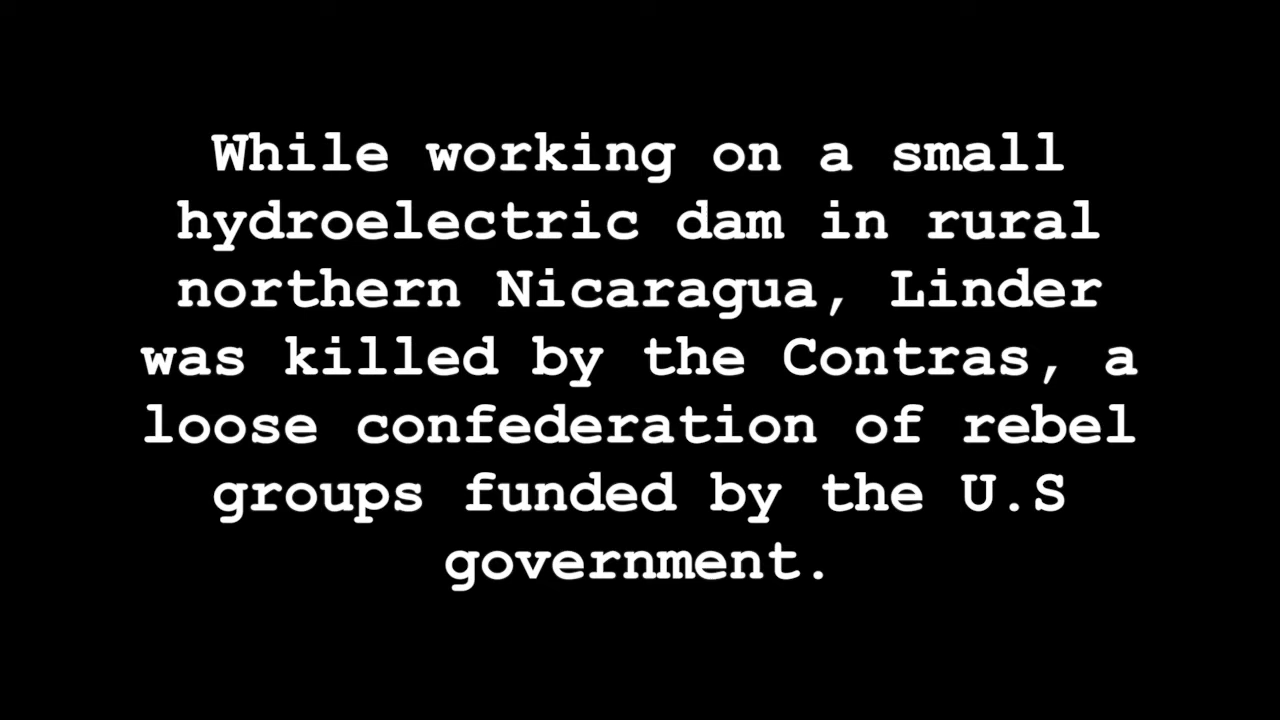 While working on a small
hydroelectric dam in rural
northern Nicaragua, Linder
was killed by the Contras, a
loose confederation of rebel
groups funded by the U.S
government.